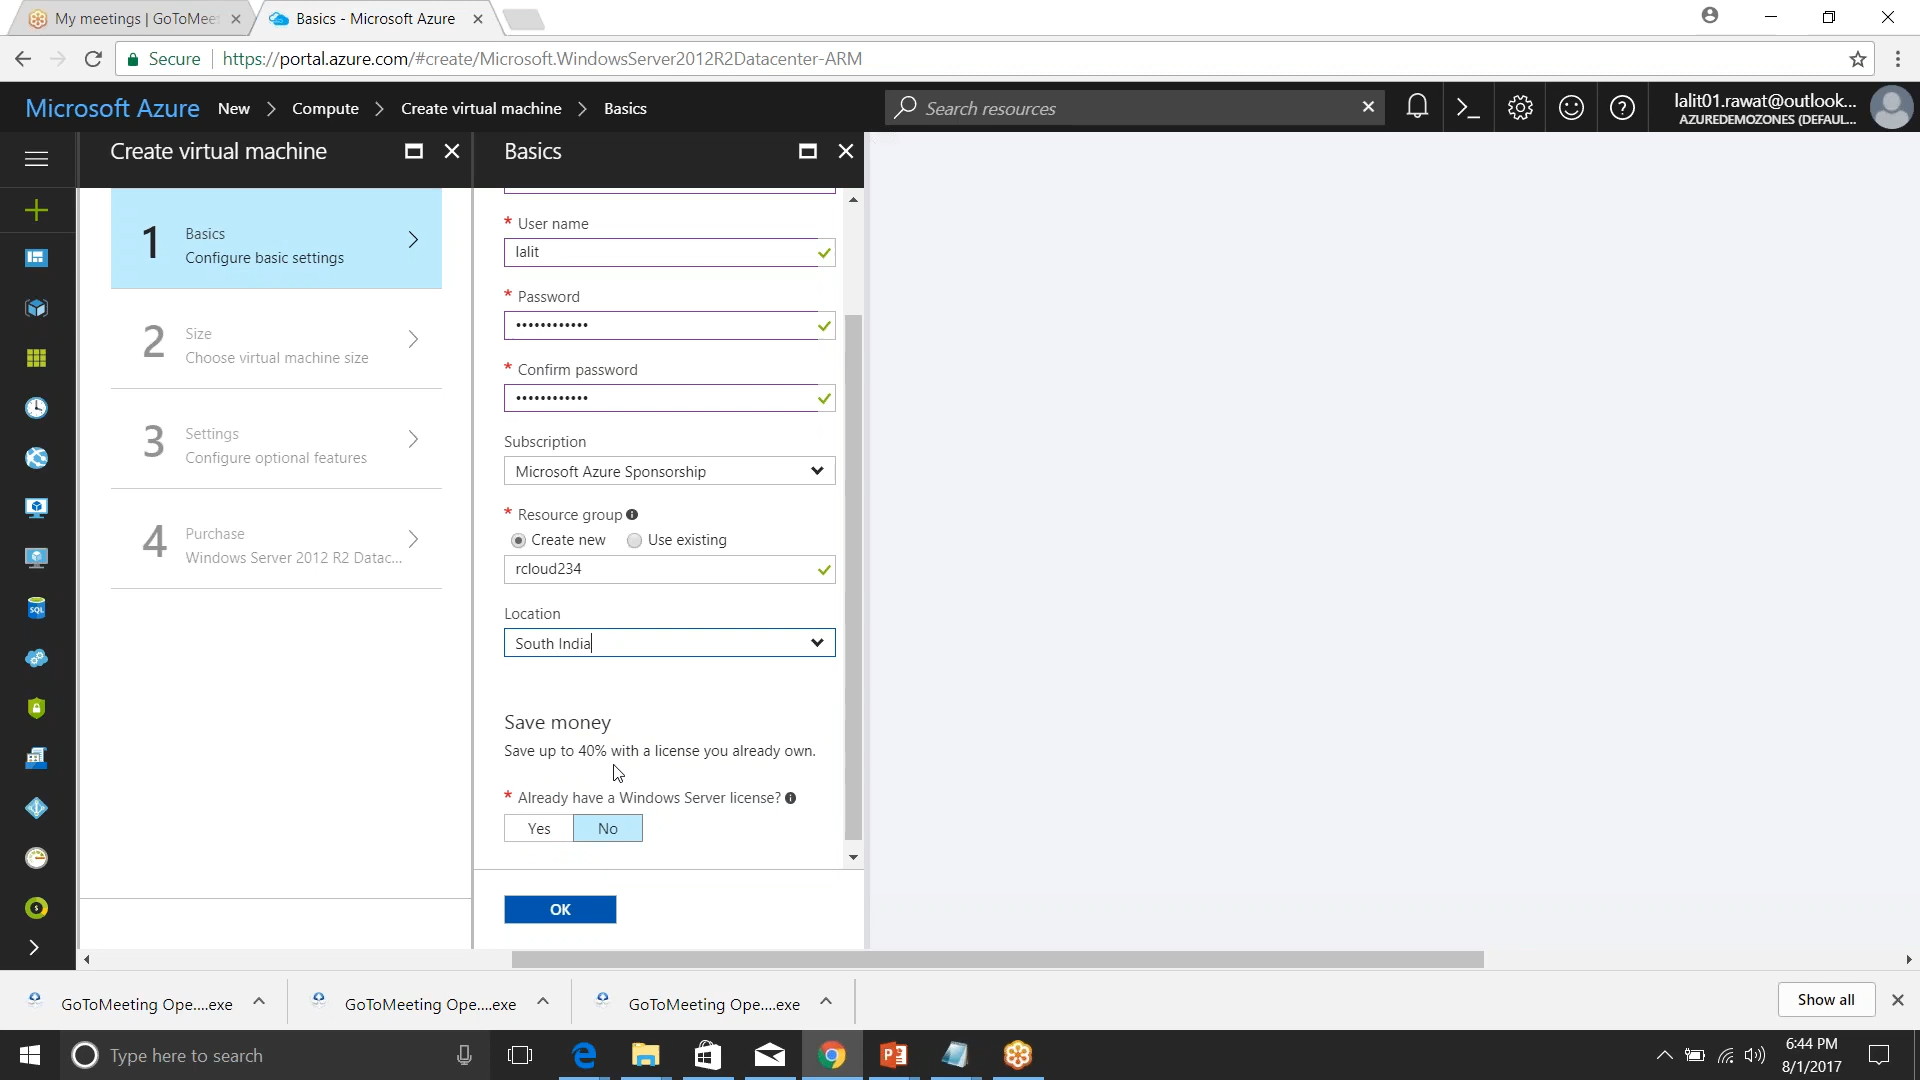 My meetings | GoToMee
Basics - Microsoft Azure
Secure
https://portal.azure.com/#create/Microsoft.WindowsServer2012R2Datacenter-ARM
Microsoft Azure New > Compute > Create virtual machine > Basics
Search resources
lalit01.rawat@outlook...
AZUREDEMOZONES (DEFAUL...
Create virtual machine
1
Basics
Configure basic settings
2
Size
Choose virtual machine size
3
Settings
Configure optional features
4
Purchase
Windows Server 2012 R2 Datac...
Basics
* User name
lalit
* Password
••••••••••••
* Confirm password
••••••••••••
Subscription
Microsoft Azure Sponsorship
* Resource group
Create new Use existing
rcloud234
Location
South India
Save money
Save up to 40% with a license you already own.
* Already have a Windows Server license?
Yes No
OK
SQL
GoToMeeting Ope....exe
GoToMeeting Ope....exe
GoToMeeting Ope....exe
Show all
Type here to search
6:44 PM
8/1/2017